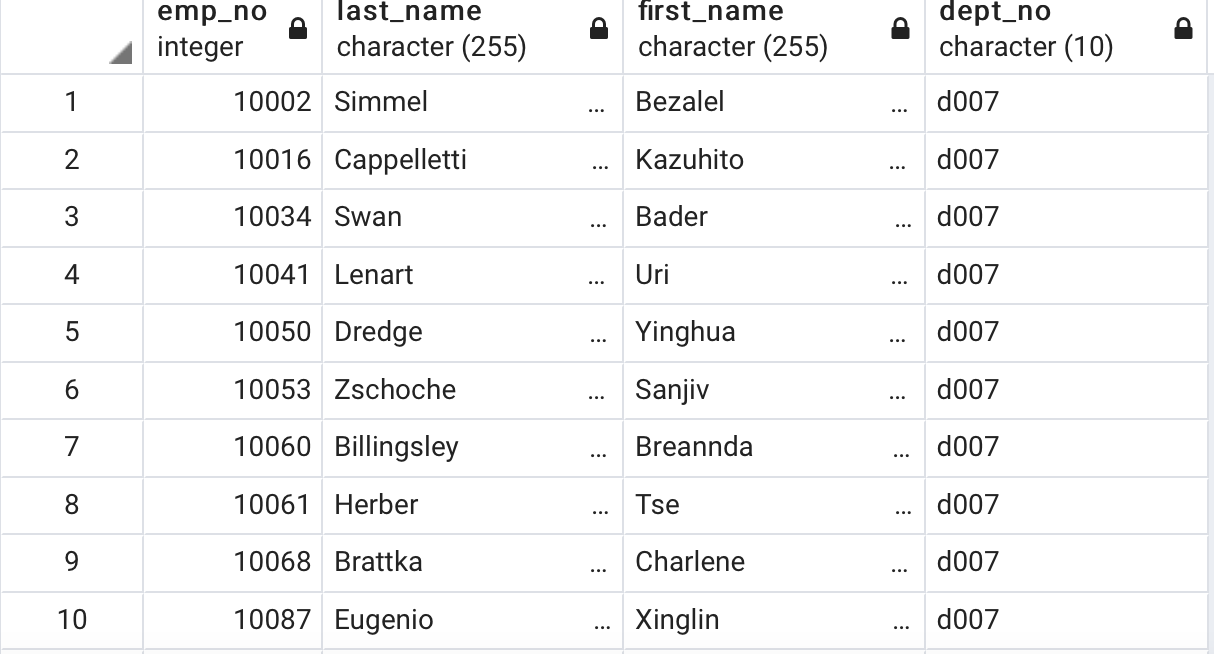 emp_no last_name first_name dept_no
integer character (255) character (255) character (10)
1 10002 Simmel ... Bezalel ... d007
2 10016 Cappelletti ... Kazuhito ... d007
3 10034 Swan ... Bader ... d007
4 10041 Lenart ... Uri ... d007
5 10050 Dredge ... Yinghua ... d007
6 10053 Zschoche ... Sanjiv ... d007
7 10060 Billingsley ... Breannda ... d007
8 10061 Herber ... Tse ... d007
9 10068 Brattka ... Charlene ... d007
10 10087 Eugenio ... Xinglin ... d007